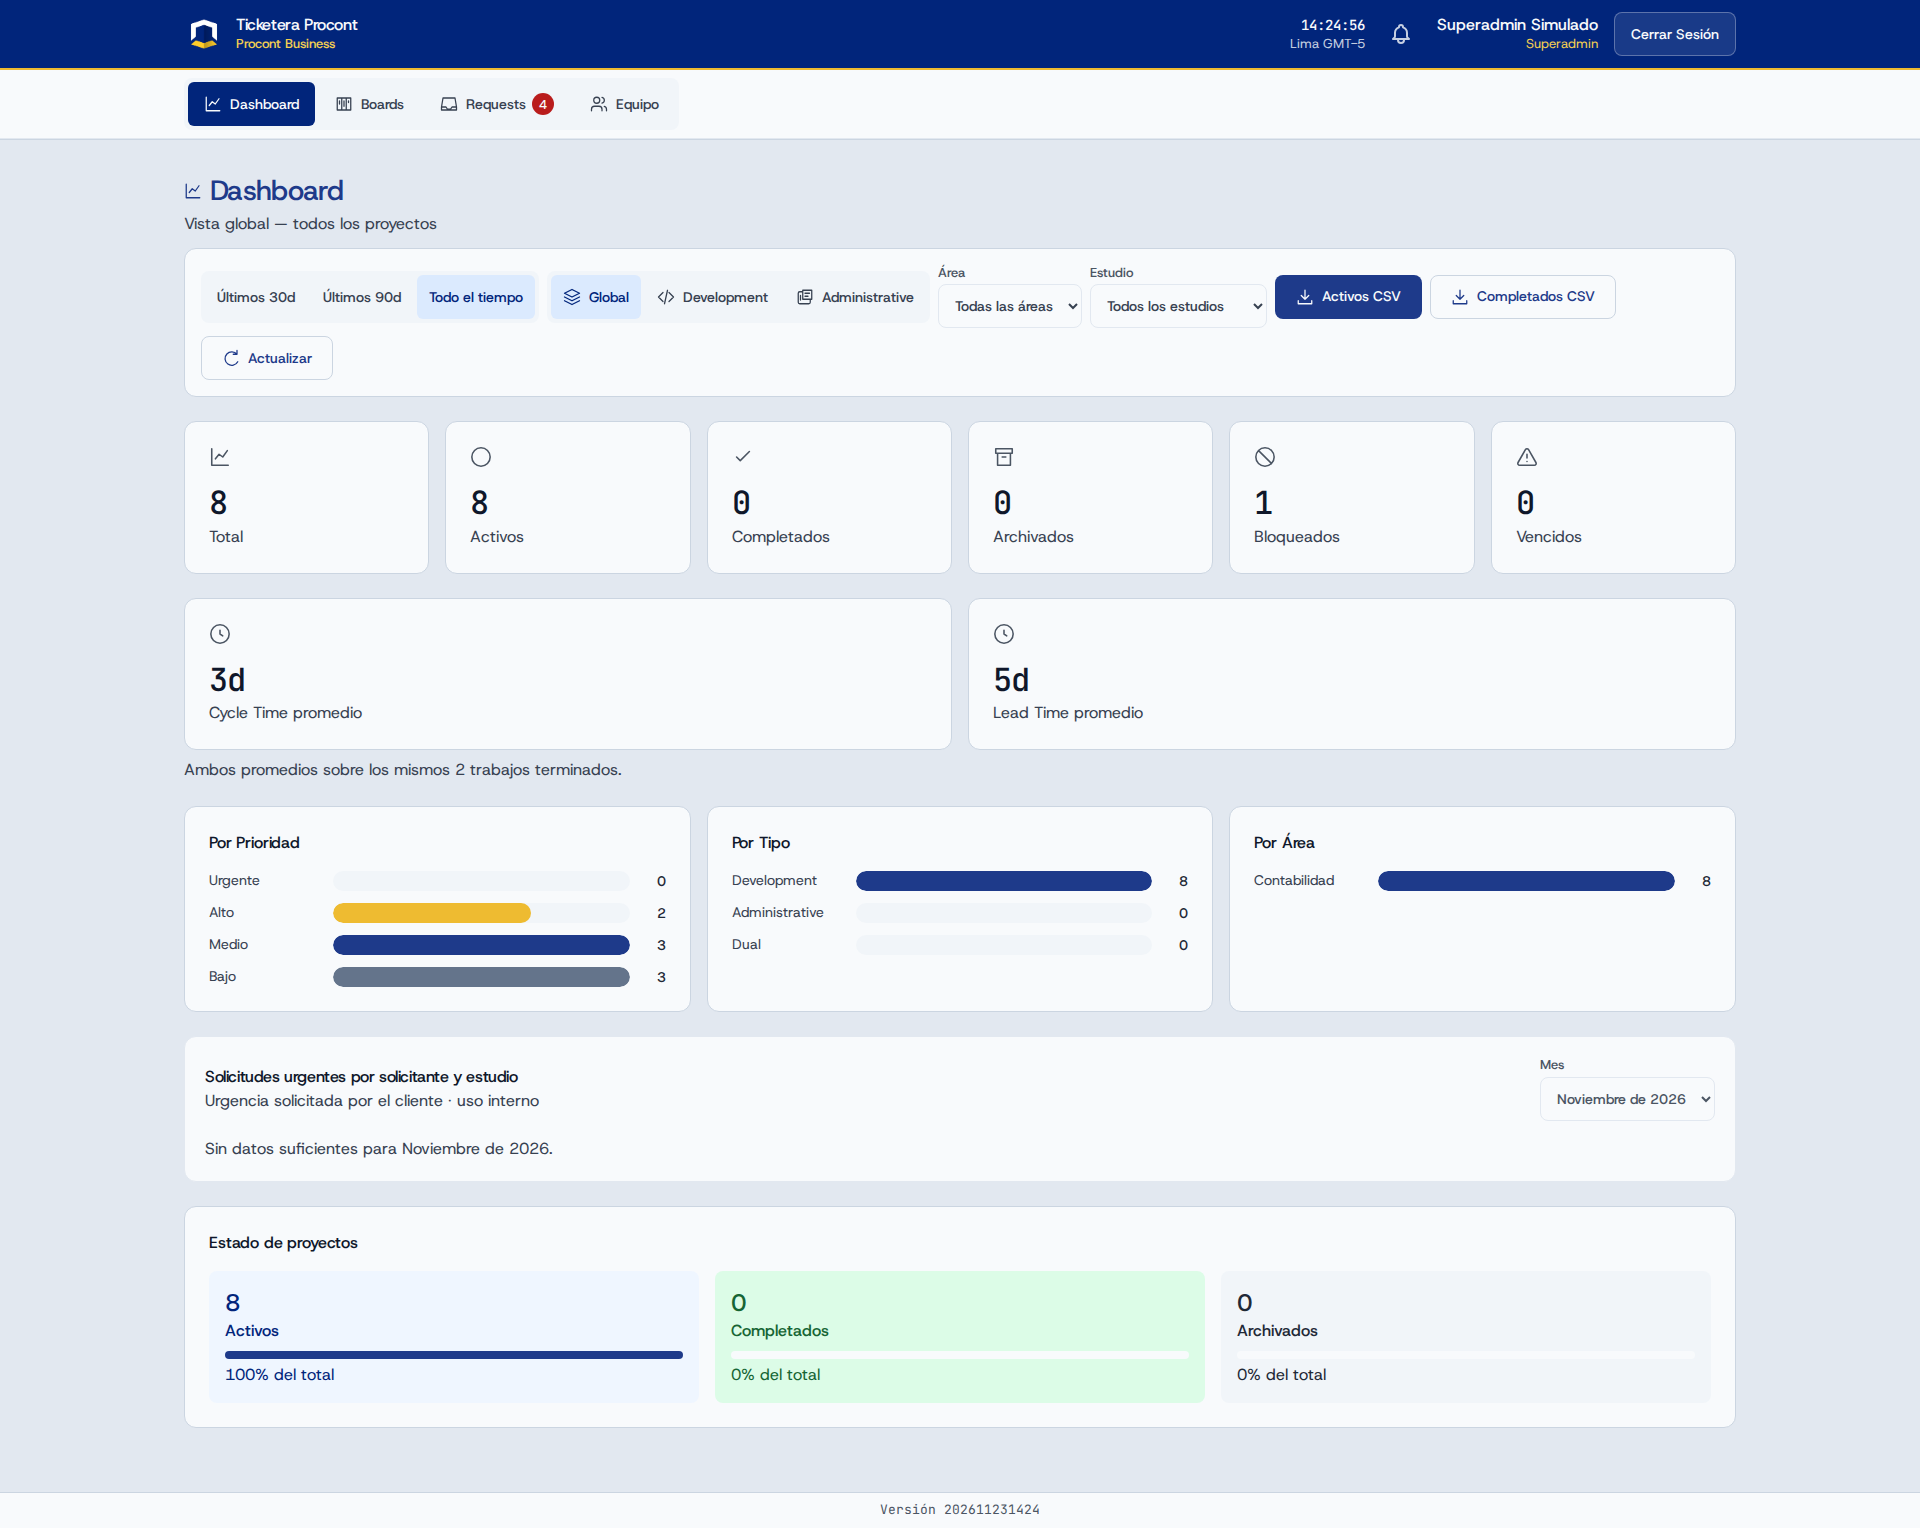 Ticketera Procont
Procont Business
14:24:56
Lima GMT-5
Superadmin Simulado
Superadmin
Cerrar Sesión
Dashboard
Boards
Requests 4
Equipo
Dashboard
Vista global — todos los proyectos
Últimos 30d
Últimos 90d
Todo el tiempo
Global
Development
Administrative
Área
Todas las áreas
Estudio
Todos los estudios
Activos CSV
Completados CSV
Actualizar
8
Total
8
Activos
0
Completados
0
Archivados
1
Bloqueados
0
Vencidos
3d
Cycle Time promedio
5d
Lead Time promedio
Ambos promedios sobre los mismos 2 trabajos terminados.
Por Prioridad
Urgente 0
Alto 2
Medio 3
Bajo 3
Por Tipo
Development 8
Administrative 0
Dual 0
Por Área
Contabilidad 8
Solicitudes urgentes por solicitante y estudio
Urgencia solicitada por el cliente · uso interno
Mes
Noviembre de 2026
Sin datos suficientes para Noviembre de 2026.
Estado de proyectos
8
Activos
100% del total
0
Completados
0% del total
0
Archivados
0% del total
Versión 202611231424